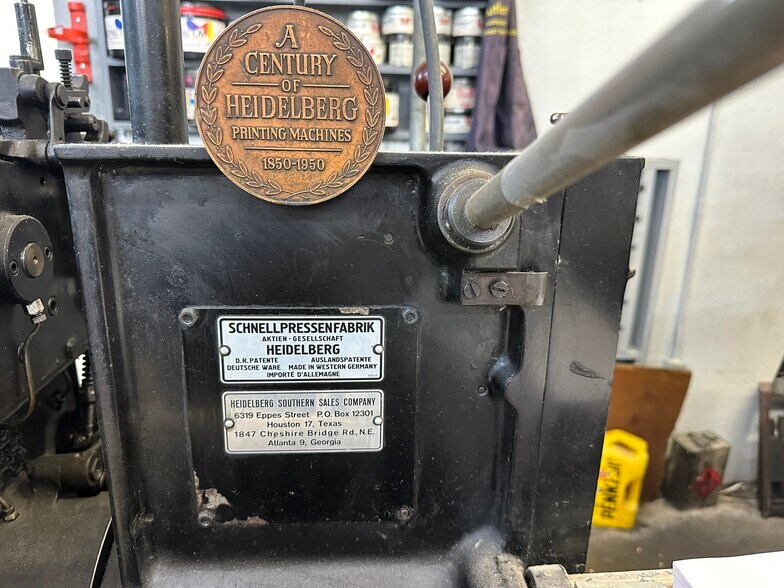 A
CENTURY
OF
HEIDELBERG
PRINTING MACHINES
1850-1950
SCHNELLPRESSENFABRIK
AKTIEN-GESELLSCHAFT
HEIDELBERG
D.R. PATENTE AUSLANDSPATENTE
DEUTSCHE WARE MADE IN WESTERN GERMANY
IMPORTÉ D'ALLEMAGNE
HEIDELBERG SOUTHERN SALES COMPANY
6319 Eppes Street P.O. Box 12301
Houston 17, Texas
1847 Cheshire Bridge Rd., N.E.
Atlanta 9, Georgia
PENNZOIL